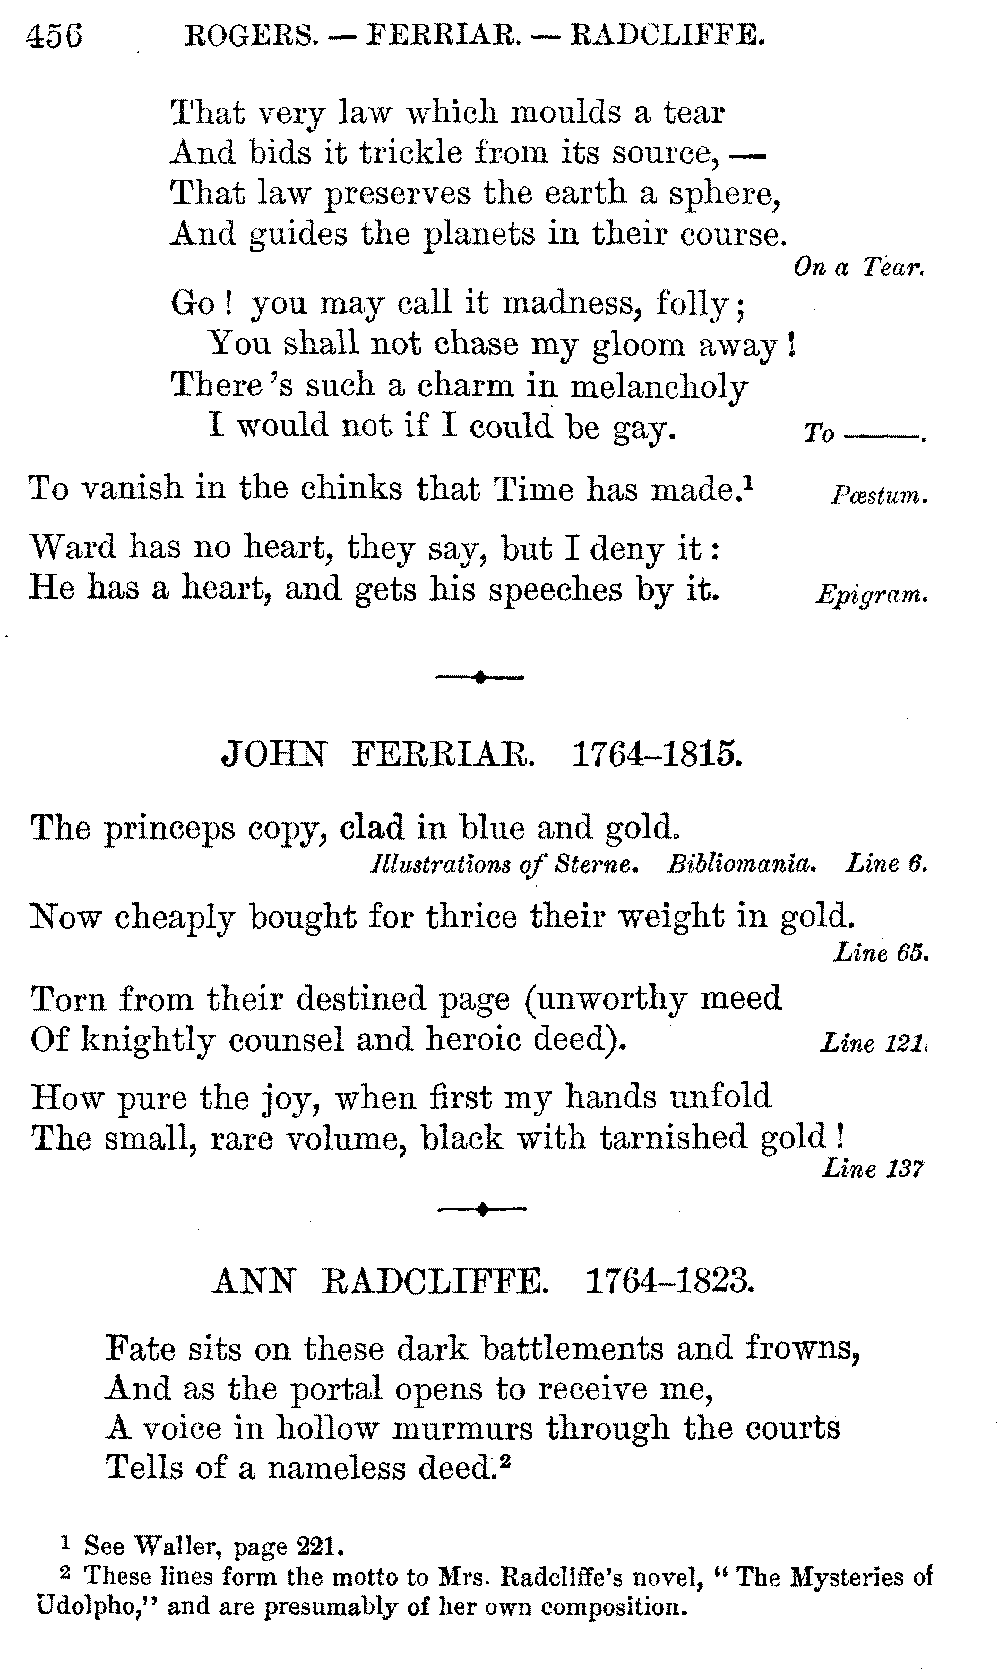 456 ROGERS. — FERRIAR. — RADCLIFFE.
That very law which moulds a tear
And bids it trickle from its source, —
That law preserves the earth a sphere,
And guides the planets in their course.
On a Tear.
Go ! you may call it madness, folly ;
You shall not chase my gloom away !
There 's such a charm in melancholy
I would not if I could be gay. To ——.
To vanish in the chinks that Time has made.¹ Pæstum.
Ward has no heart, they say, but I deny it :
He has a heart, and gets his speeches by it. Epigram.
JOHN FERRIAR. 1764–1815.
The princeps copy, clad in blue and gold.
Illustrations of Sterne. Bibliomania. Line 6.
Now cheaply bought for thrice their weight in gold.
Line 65.
Torn from their destined page (unworthy meed
Of knightly counsel and heroic deed). Line 121.
How pure the joy, when first my hands unfold
The small, rare volume, black with tarnished gold !
Line 137
ANN RADCLIFFE. 1764–1823.
Fate sits on these dark battlements and frowns,
And as the portal opens to receive me,
A voice in hollow murmurs through the courts
Tells of a nameless deed.²
¹ See Waller, page 221.
² These lines form the motto to Mrs. Radcliffe's novel, “ The Mysteries of
Udolpho,” and are presumably of her own composition.